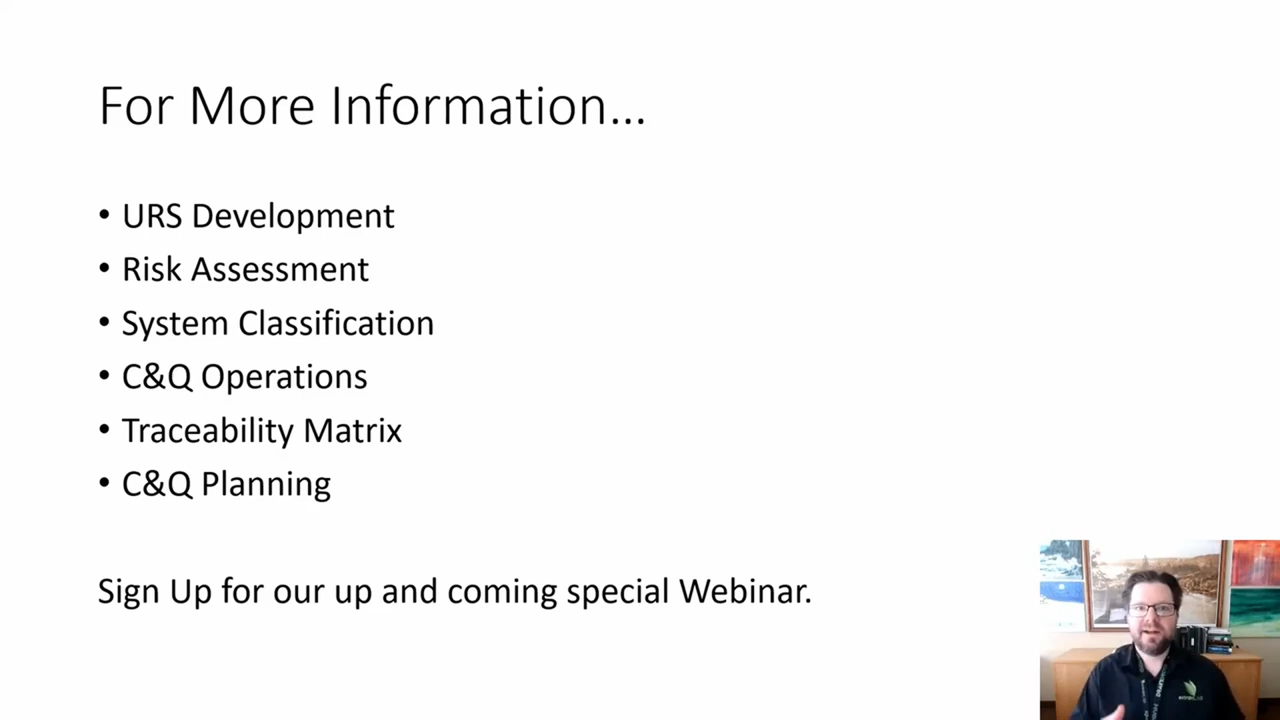 For More Information...
• URS Development
• Risk Assessment
• System Classification
• C&Q Operations
• Traceability Matrix
• C&Q Planning
Sign Up for our up and coming special Webinar.